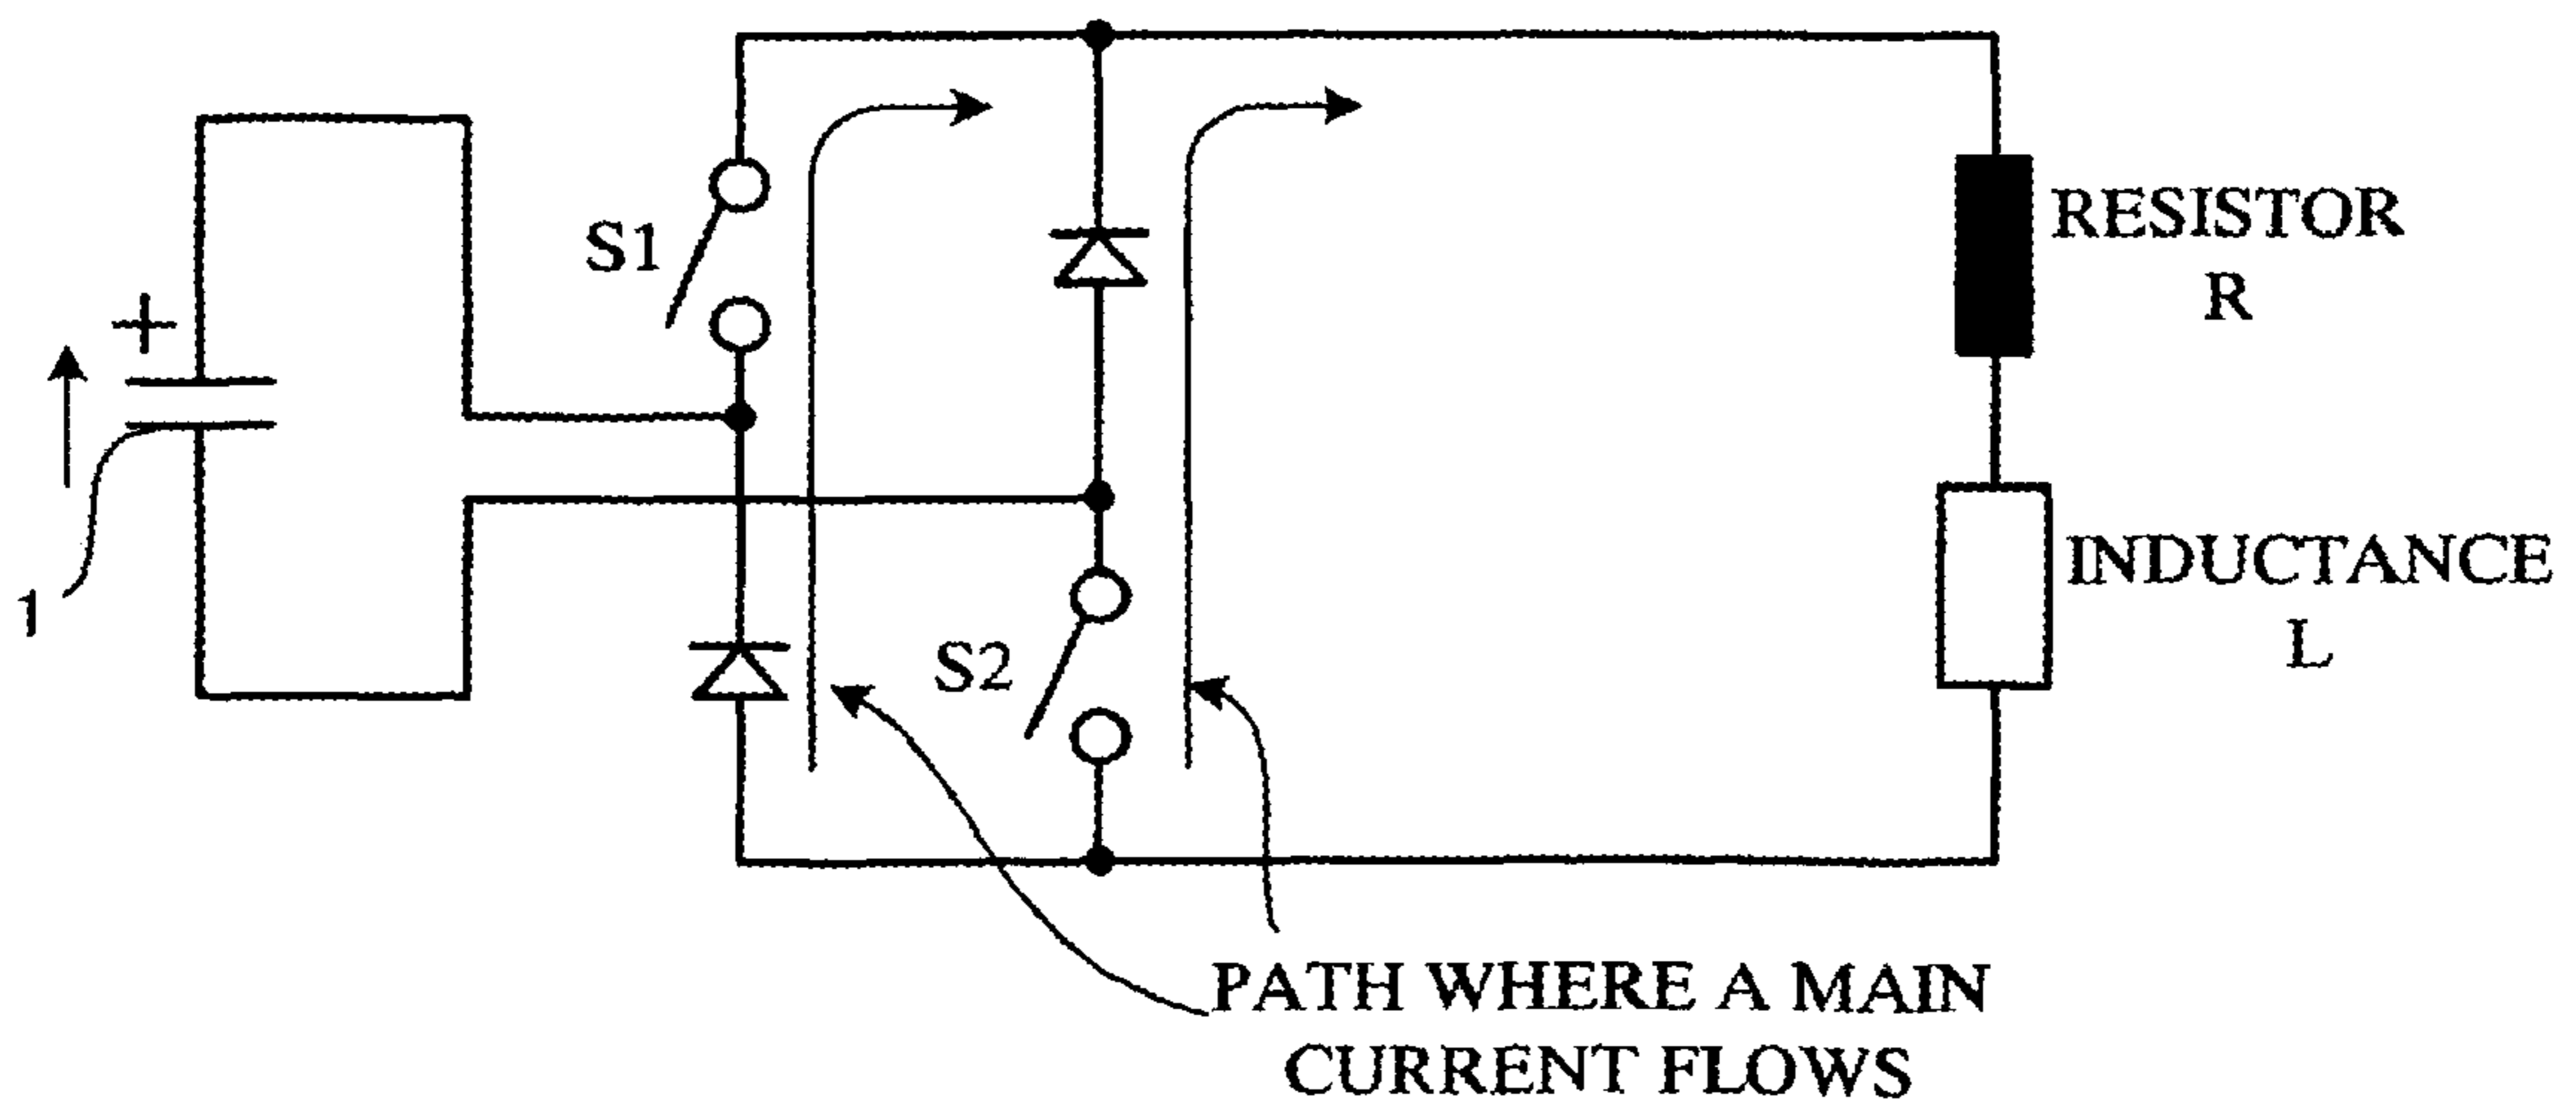 S1
+
RESISTOR
R
INDUCTANCE
L
1
S2
PATH WHERE A MAIN
CURRENT FLOWS